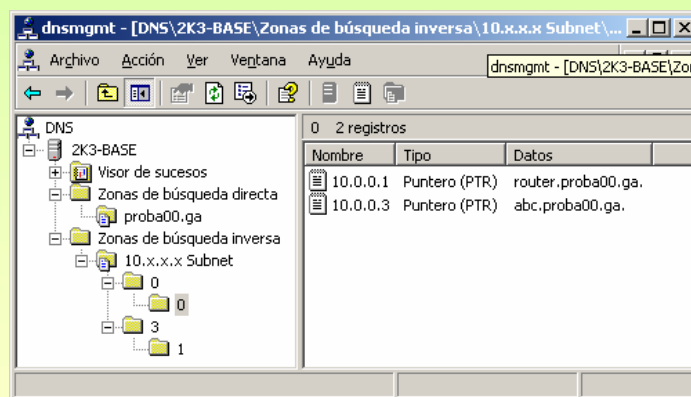 dnsmgmt - [DNS\2K3-BASE\Zonas de búsqueda inversa\10.x.x.x Subnet\...
Archivo Acción Ver Ventana Ayuda
dnsmgmt - [DNS\2K3-BASE\Zo
DNS
2K3-BASE
Visor de sucesos
Zonas de búsqueda directa
proba00.ga
Zonas de búsqueda inversa
10.x.x.x Subnet
0
0
3
1
0 2 registros
Nombre Tipo Datos
10.0.0.1 Puntero (PTR) router.proba00.ga.
10.0.0.3 Puntero (PTR) abc.proba00.ga.